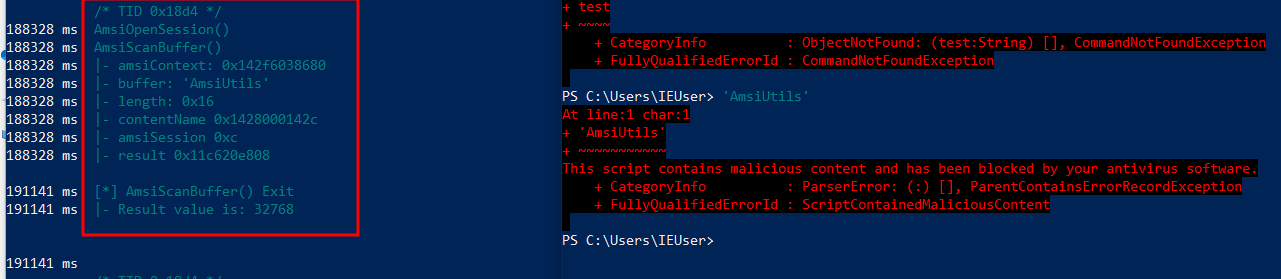 /* TID 0x18d4 */
188328 ms AmsiOpenSession()
188328 ms AmsiScanBuffer()
188328 ms |- amsiContext: 0x142f6038680
188328 ms |- buffer: 'AmsiUtils'
188328 ms |- length: 0x16
188328 ms |- contentName 0x1428000142c
188328 ms |- amsiSession 0xc
188328 ms |- result 0x11c620e808
191141 ms [*] AmsiScanBuffer() Exit
191141 ms |- Result value is: 32768
191141 ms
/* TID 0x18d4 */
+ test
+ ~~~~
+ CategoryInfo : ObjectNotFound: (test:String) [], CommandNotFoundException
+ FullyQualifiedErrorId : CommandNotFoundException
PS C:\Users\IEUser> 'AmsiUtils'
At line:1 char:1
+ 'AmsiUtils'
+ ~~~~~~~~~~~
This script contains malicious content and has been blocked by your antivirus software.
+ CategoryInfo : ParserError: (:) [], ParentContainsErrorRecordException
+ FullyQualifiedErrorId : ScriptContainedMaliciousContent
PS C:\Users\IEUser>